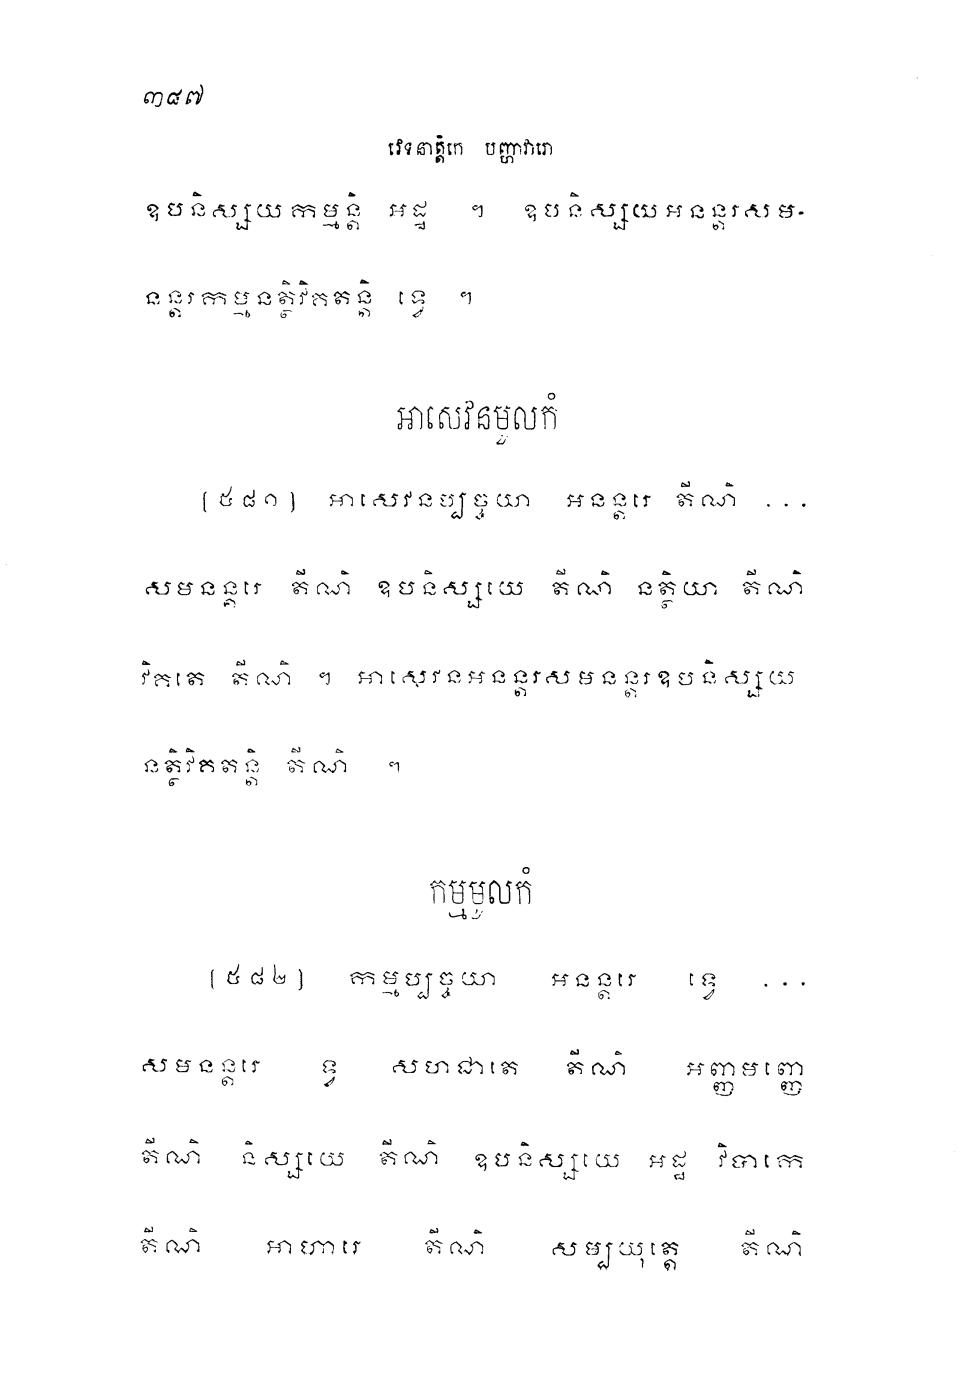 ៣៨៧
វេទនាត្តិកេ បញ្ហាវារោ
ឧបនិស្សយកម្មន្តិ អដ្ឋ ។ ឧបនិស្សយអនន្តរសម-
នន្តរកម្មនត្ថិវិគតន្តិ ទ្វេ ។
អាសេវនមូលកំ
[៥៨១] អាសេវនប្បច្ចយា អនន្តរេ តីណិ ...
សមនន្តរេ តីណិ ឧបនិស្សយេ តីណិ នត្ថិយា តីណិ
វិគតេ តីណិ ។ អាសេវនអនន្តរសមនន្តរឧបនិស្សយ
នត្ថិវិគតន្តិ តីណិ ។
កម្មមូលកំ
[៥៨២] កម្មប្បច្ចយា អនន្តរេ ទ្វេ ...
សមនន្តរេ ទ្វ សហជាតេ តីណិ អញ្ញមញ្ញេ
តីណិ និស្សយេ តីណិ ឧបនិស្សយេ អដ្ឋ វិបាកេ
តីណិ អាហារេ តីណិ សម្បយុត្តេ តីណិ